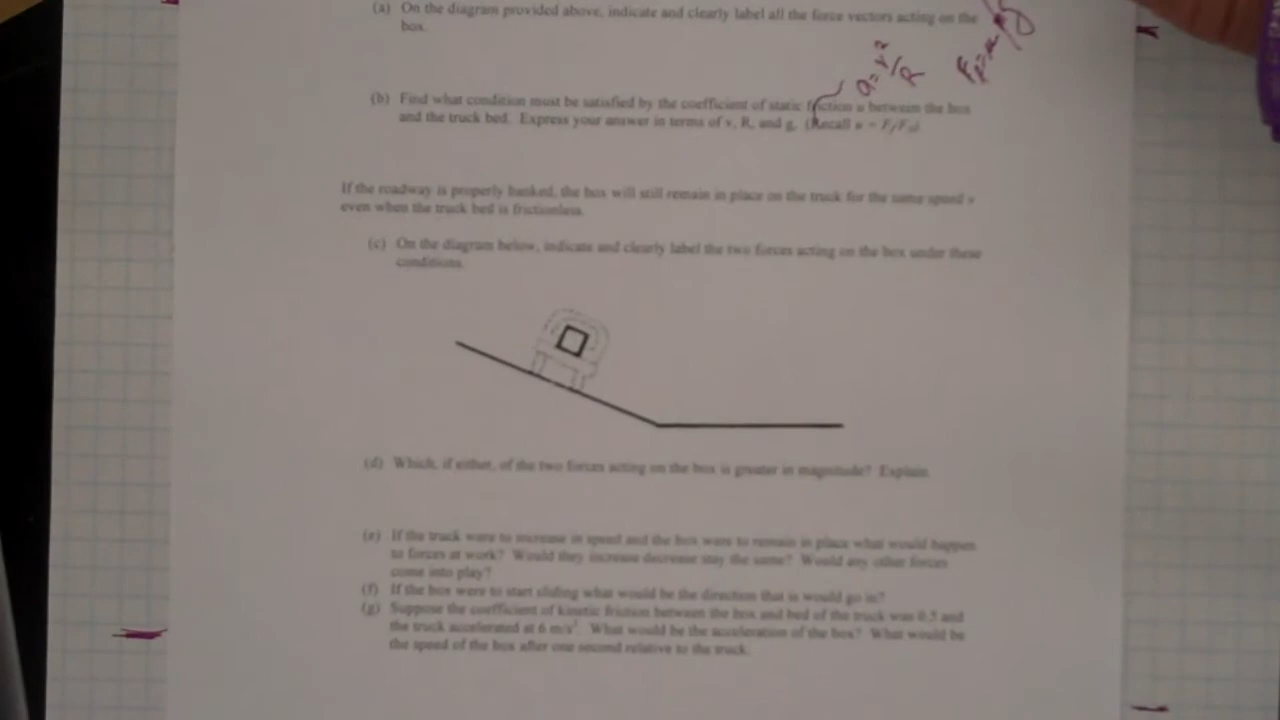 (a) On the diagram provided above, indicate and clearly label all the force vectors acting on the
box.
a = v²/R
(b) Find what condition must be satisfied by the coefficient of static friction u between the box
and the truck bed. Express your answer in terms of v, R, and g. (Recall u =
If the roadway is properly banked, the box will still remain in place on the truck for the same speed v
even when the truck bed is frictionless.
(c) On the diagram below, indicate and clearly label the two forces acting on the box under these
conditions.
(d) Which, if either, of the two forces acting on the box is greater in magnitude? Explain.
(e) If the truck were to increase in speed and the box were to remain in place what would happen
to forces at work? Would they increase decrease stay the same? Would any other forces
come into play?
(f) If the box were to start sliding what would be the direction that is would go in?
(g) Suppose the coefficient of kinetic friction between the box and bed of the truck was 0.5 and
the truck accelerated at 6 m/s². What would be the acceleration of the box? What would be
the speed of the box after one second relative to the truck.